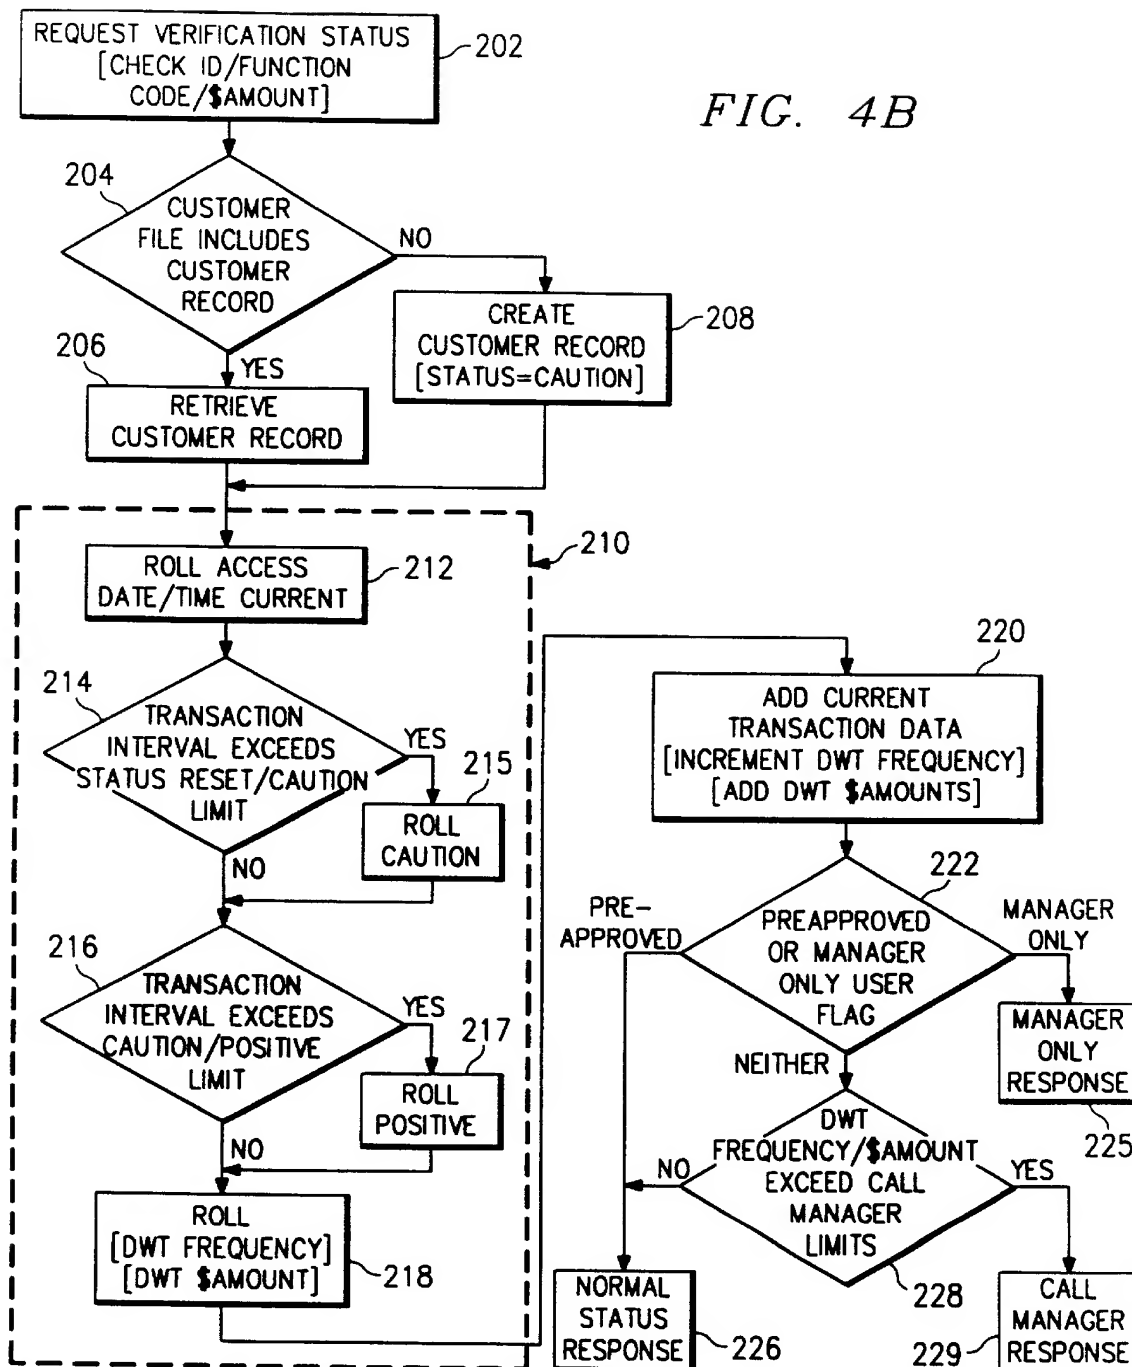 REQUEST VERIFICATION STATUS
[CHECK ID/FUNCTION
CODE/$AMOUNT]
202
FIG. 4B
204
CUSTOMER
FILE INCLUDES
CUSTOMER
RECORD
NO
YES
206
RETRIEVE
CUSTOMER RECORD
CREATE
CUSTOMER RECORD
[STATUS=CAUTION]
208
210
ROLL ACCESS
DATE/TIME CURRENT
212
214
TRANSACTION
INTERVAL EXCEEDS
STATUS RESET/CAUTION
LIMIT
YES
NO
215
ROLL
CAUTION
216
TRANSACTION
INTERVAL EXCEEDS
CAUTION/POSITIVE
LIMIT
YES
NO
217
ROLL
POSITIVE
ROLL
[DWT FREQUENCY]
[DWT $AMOUNT]
218
220
ADD CURRENT
TRANSACTION DATA
[INCREMENT DWT FREQUENCY]
[ADD DWT $AMOUNTS]
222
PRE-
APPROVED
PREAPPROVED
OR MANAGER
ONLY USER
FLAG
MANAGER
ONLY
NEITHER
MANAGER
ONLY
RESPONSE
225
DWT
FREQUENCY/$AMOUNT
EXCEED CALL
MANAGER
LIMITS
NO
YES
228
NORMAL
STATUS
RESPONSE
226
CALL
MANAGER
RESPONSE
229